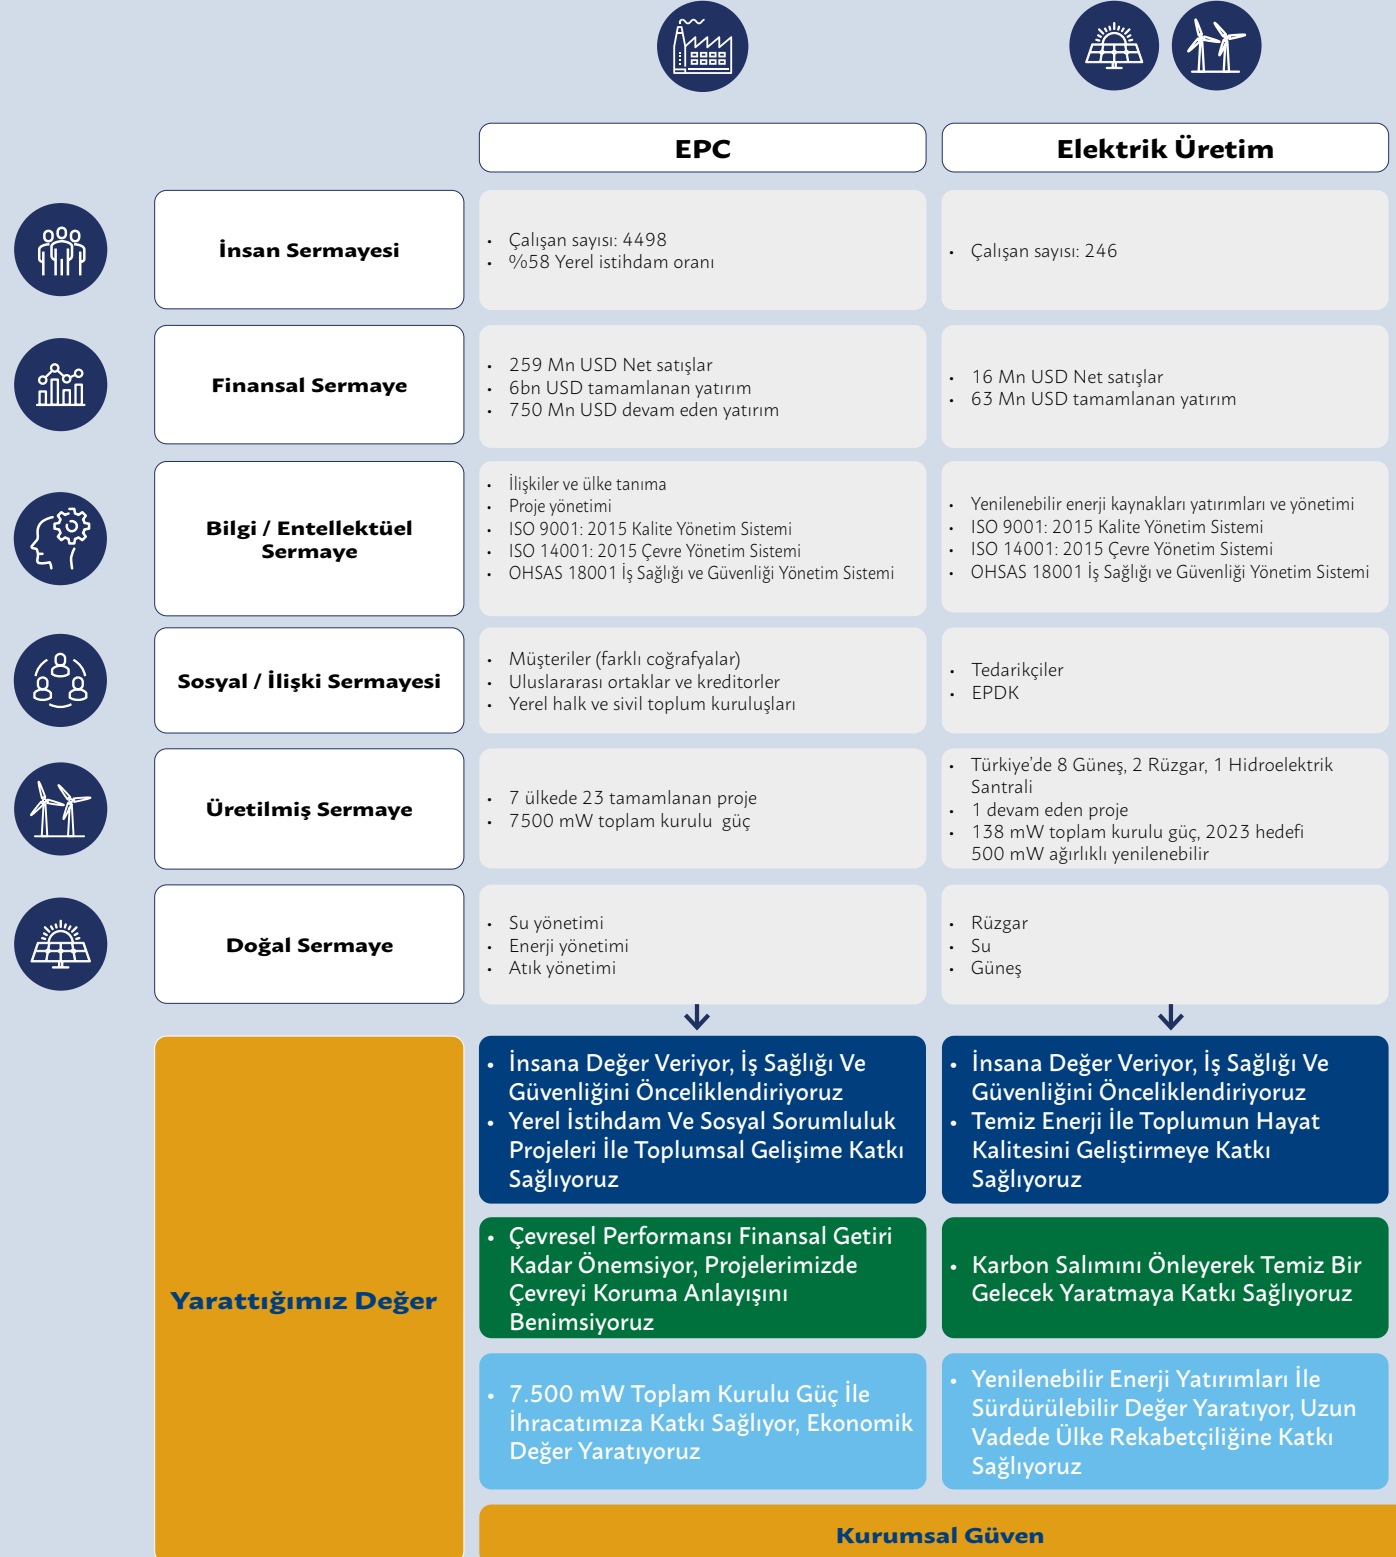 EPC
Elektrik Üretim
İnsan Sermayesi
• Çalışan sayısı: 4498
• %58 Yerel istihdam oranı
• Çalışan sayısı: 246
Finansal Sermaye
• 259 Mn USD Net satışlar
• 6bn USD tamamlanan yatırım
• 750 Mn USD devam eden yatırım
• 16 Mn USD Net satışlar
• 63 Mn USD tamamlanan yatırım
Bilgi / Entellektüel
Sermaye
• İlişkiler ve ülke tanıma
• Proje yönetimi
• ISO 9001: 2015 Kalite Yönetim Sistemi
• ISO 14001: 2015 Çevre Yönetim Sistemi
• OHSAS 18001 İş Sağlığı ve Güvenliği Yönetim Sistemi
• Yenilenebilir enerji kaynakları yatırımları ve yönetimi
• ISO 9001: 2015 Kalite Yönetim Sistemi
• ISO 14001: 2015 Çevre Yönetim Sistemi
• OHSAS 18001 İş Sağlığı ve Güvenliği Yönetim Sistemi
Sosyal / İlişki Sermayesi
• Müşteriler (farklı coğrafyalar)
• Uluslararası ortaklar ve kreditorler
• Yerel halk ve sivil toplum kuruluşları
• Tedarikçiler
• EPDK
Üretilmiş Sermaye
• 7 ülkede 23 tamamlanan proje
• 7500 mW toplam kurulu güç
• Türkiye'de 8 Güneş, 2 Rüzgar, 1 Hidroelektrik
Santrali
• 1 devam eden proje
• 138 mW toplam kurulu güç, 2023 hedefi
500 mW ağırlıklı yenilenebilir
Doğal Sermaye
• Su yönetimi
• Enerji yönetimi
• Atık yönetimi
• Rüzgar
• Su
• Güneş
Yarattığımız Değer
• İnsana Değer Veriyor, İş Sağlığı Ve
Güvenliğini Önceliklendiriyoruz
• Yerel İstihdam Ve Sosyal Sorumluluk
Projeleri İle Toplumsal Gelişime Katkı
Sağlıyoruz
• İnsana Değer Veriyor, İş Sağlığı Ve
Güvenliğini Önceliklendiriyoruz
• Temiz Enerji İle Toplumun Hayat
Kalitesini Geliştirmeye Katkı
Sağlıyoruz
• Çevresel Performansı Finansal Getiri
Kadar Önemsiyor, Projelerimizde
Çevreyi Koruma Anlayışını
Benimsiyoruz
• Karbon Salımını Önleyerek Temiz Bir
Gelecek Yaratmaya Katkı Sağlıyoruz
• 7.500 mW Toplam Kurulu Güç İle
İhracatımıza Katkı Sağlıyor, Ekonomik
Değer Yaratıyoruz
• Yenilenebilir Enerji Yatırımları İle
Sürdürülebilir Değer Yaratıyor, Uzun
Vadede Ülke Rekabetçiliğine Katkı
Sağlıyoruz
Kurumsal Güven